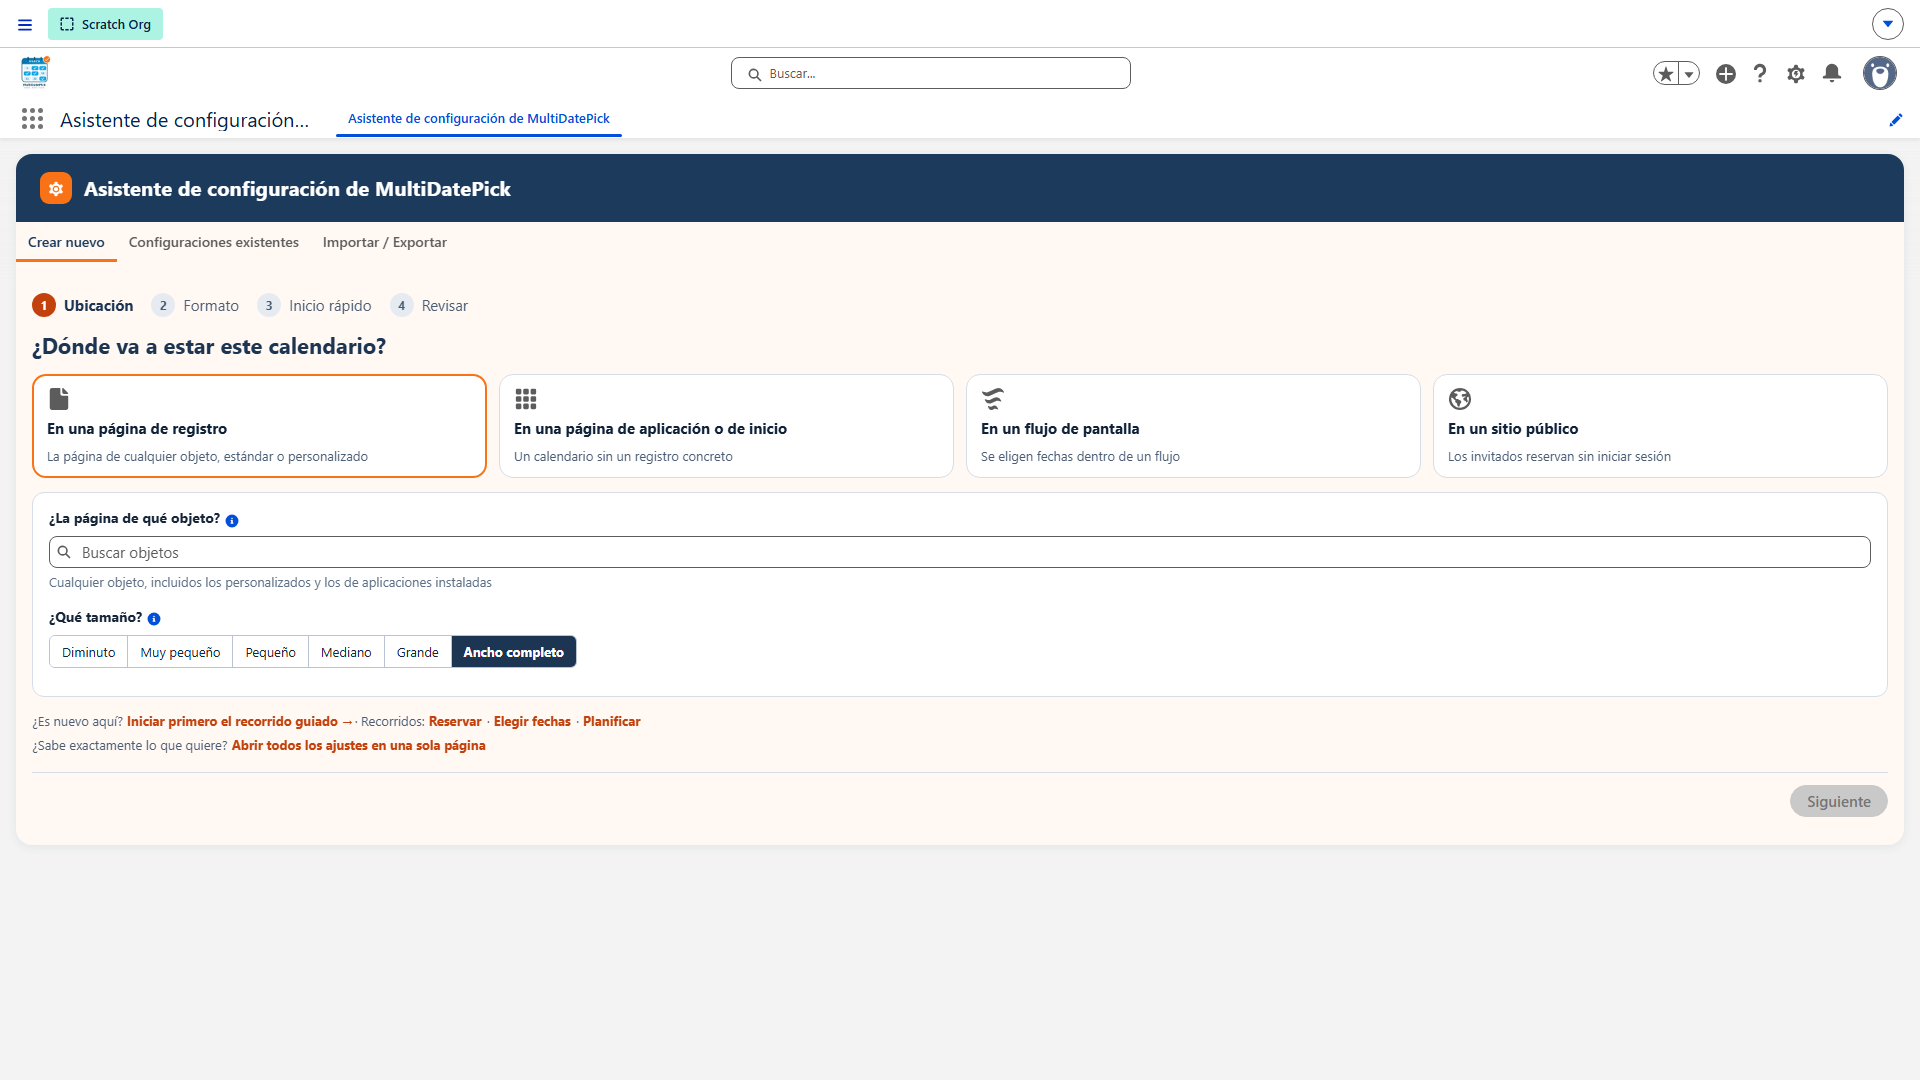 Scratch Org
Buscar...
Asistente de configuración...
Asistente de configuración de MultiDatePick
Asistente de configuración de MultiDatePick
Crear nuevo
Configuraciones existentes
Importar / Exportar
1 Ubicación
2 Formato
3 Inicio rápido
4 Revisar
¿Dónde va a estar este calendario?
En una página de registro
La página de cualquier objeto, estándar o personalizado
En una página de aplicación o de inicio
Un calendario sin un registro concreto
En un flujo de pantalla
Se eligen fechas dentro de un flujo
En un sitio público
Los invitados reservan sin iniciar sesión
¿La página de qué objeto?
Buscar objetos
Cualquier objeto, incluidos los personalizados y los de aplicaciones instaladas
¿Qué tamaño?
Diminuto
Muy pequeño
Pequeño
Mediano
Grande
Ancho completo
¿Es nuevo aquí? Iniciar primero el recorrido guiado → · Recorridos: Reservar · Elegir fechas · Planificar
¿Sabe exactamente lo que quiere? Abrir todos los ajustes en una sola página
Siguiente